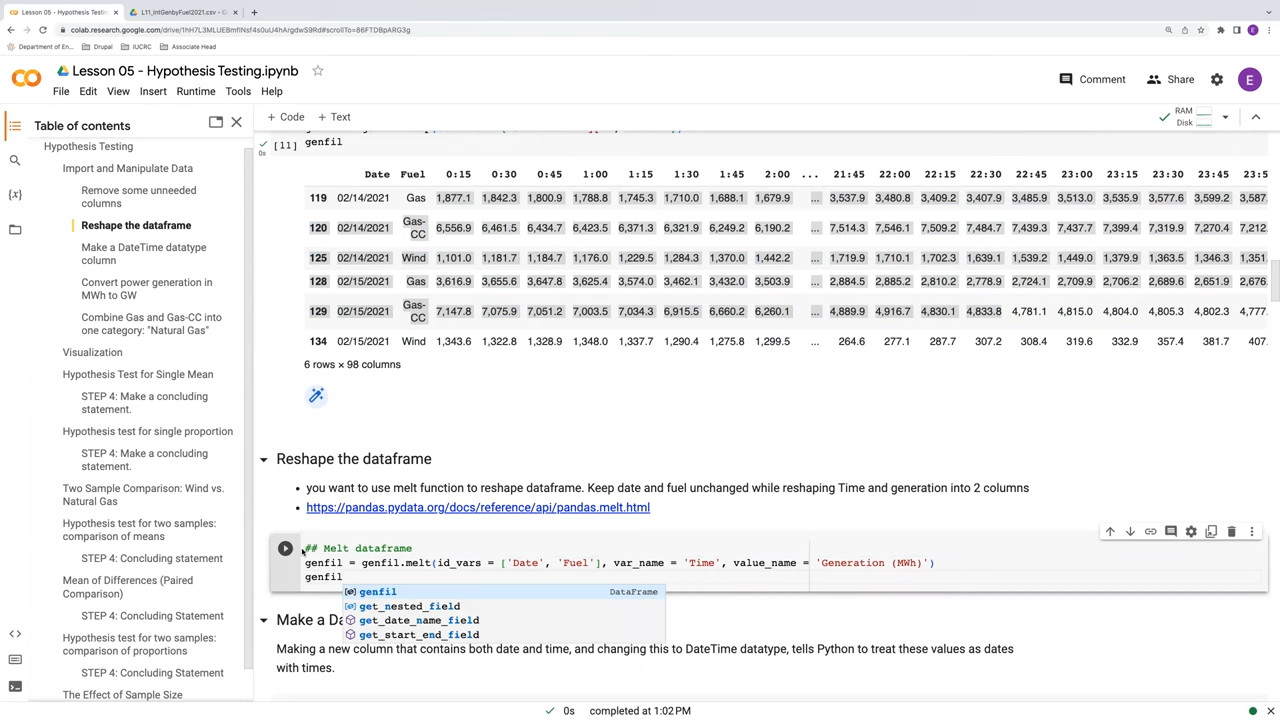 Lesson 05 - Hypothesis Testing
L11_IntGenbyFuel2021.csv - G
colab.research.google.com/drive/1hH7L3MLUEBmfINsf4s0uU4hArgdwS9Rd#scrollTo=86FTDBpARG3g
Department of En...
Drupal
IUCRC
Associate Head
Lesson 05 - Hypothesis Testing.ipynb
File Edit View Insert Runtime Tools Help
Comment
Share
E
+ Code + Text
RAM
Disk
Table of contents
Hypothesis Testing
Import and Manipulate Data
Remove some unneeded
columns
Reshape the dataframe
Make a DateTime datatype
column
Convert power generation in
MWh to GW
Combine Gas and Gas-CC into
one category: "Natural Gas"
Visualization
Hypothesis Test for Single Mean
STEP 4: Make a concluding
statement.
Hypothesis test for single proportion
STEP 4: Make a concluding
statement.
Two Sample Comparison: Wind vs.
Natural Gas
Hypothesis test for two samples:
comparison of means
STEP 4: Concluding statement
Mean of Differences (Paired
Comparison)
STEP 4: Concluding Statement
Hypothesis test for two samples:
comparison of proportions
STEP 4: Concluding Statement
The Effect of Sample Size
[11] genfil
0s
Date Fuel 0:15 0:30 0:45 1:00 1:15 1:30 1:45 2:00 ... 21:45 22:00 22:15 22:30 22:45 23:00 23:15 23:30 23:45 23:5
119 02/14/2021 Gas 1,877.1 1,842.3 1,800.9 1,788.8 1,745.3 1,710.0 1,688.1 1,679.9 ... 3,537.9 3,480.8 3,409.2 3,407.9 3,485.9 3,513.0 3,535.9 3,577.6 3,599.2 3,587.
120 02/14/2021 Gas-CC 6,556.9 6,461.5 6,434.7 6,423.5 6,371.3 6,321.9 6,249.2 6,190.2 ... 7,514.3 7,546.1 7,509.2 7,484.7 7,439.3 7,437.7 7,399.4 7,319.9 7,270.4 7,212.
125 02/14/2021 Wind 1,101.0 1,181.7 1,184.7 1,176.0 1,229.5 1,284.3 1,370.0 1,442.2 ... 1,719.9 1,710.1 1,702.3 1,639.1 1,539.2 1,449.0 1,379.9 1,363.5 1,346.3 1,351.
128 02/15/2021 Gas 3,616.9 3,655.6 3,647.8 3,625.4 3,574.0 3,462.1 3,432.0 3,503.9 ... 2,884.5 2,885.2 2,810.2 2,778.9 2,724.1 2,709.9 2,706.2 2,689.6 2,651.9 2,676.
129 02/15/2021 Gas-CC 7,147.8 7,075.9 7,051.2 7,003.5 7,034.3 6,915.5 6,660.2 6,260.1 ... 4,889.9 4,916.7 4,830.1 4,833.8 4,781.1 4,815.0 4,804.0 4,805.3 4,802.3 4,777.
134 02/15/2021 Wind 1,343.6 1,322.8 1,328.9 1,348.0 1,337.7 1,290.4 1,275.8 1,299.5 ... 264.6 277.1 287.7 307.2 308.4 319.6 332.9 357.4 381.7 407.
6 rows × 98 columns
Reshape the dataframe
• you want to use melt function to reshape dataframe. Keep date and fuel unchanged while reshaping Time and generation into 2 columns
• https://pandas.pydata.org/docs/reference/api/pandas.melt.html
## Melt dataframe
genfil = genfil.melt(id_vars = ['Date', 'Fuel'], var_name = 'Time', value_name = 'Generation (MWh)')
genfil
genfil DataFrame
get_nested_field
get_date_name_field
get_start_end_field
Make a Da
Making a new column that contains both date and time, and changing this to DateTime datatype, tells Python to treat these values as dates
with times.
0s completed at 1:02 PM